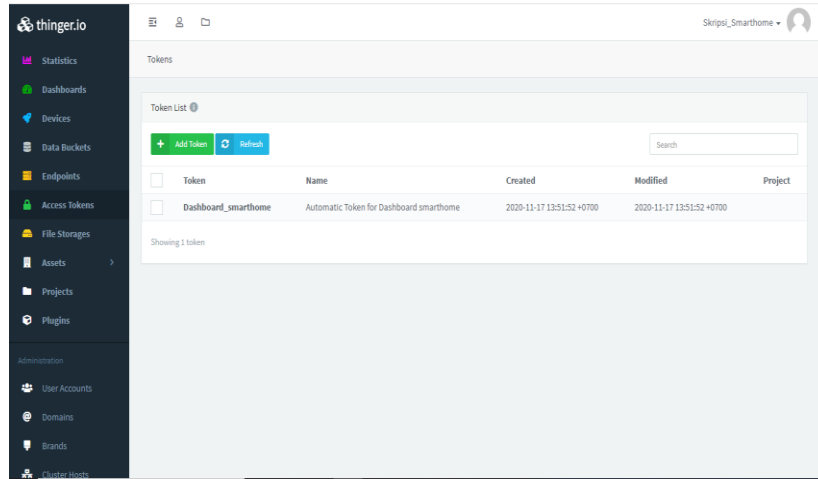 thinger.io
Skripsi_Smarthome
Statistics
Dashboards
Devices
Data Buckets
Endpoints
Access Tokens
File Storages
Assets
Projects
Plugins
Administration
User Accounts
Domains
Brands
Cluster Hosts
Tokens
Token List
Add Token
Refresh
Search
Token Name Created Modified Project
Dashboard_smarthome Automatic Token for Dashboard smarthome 2020-11-17 13:51:52 +0700 2020-11-17 13:51:52 +0700
Showing 1 token